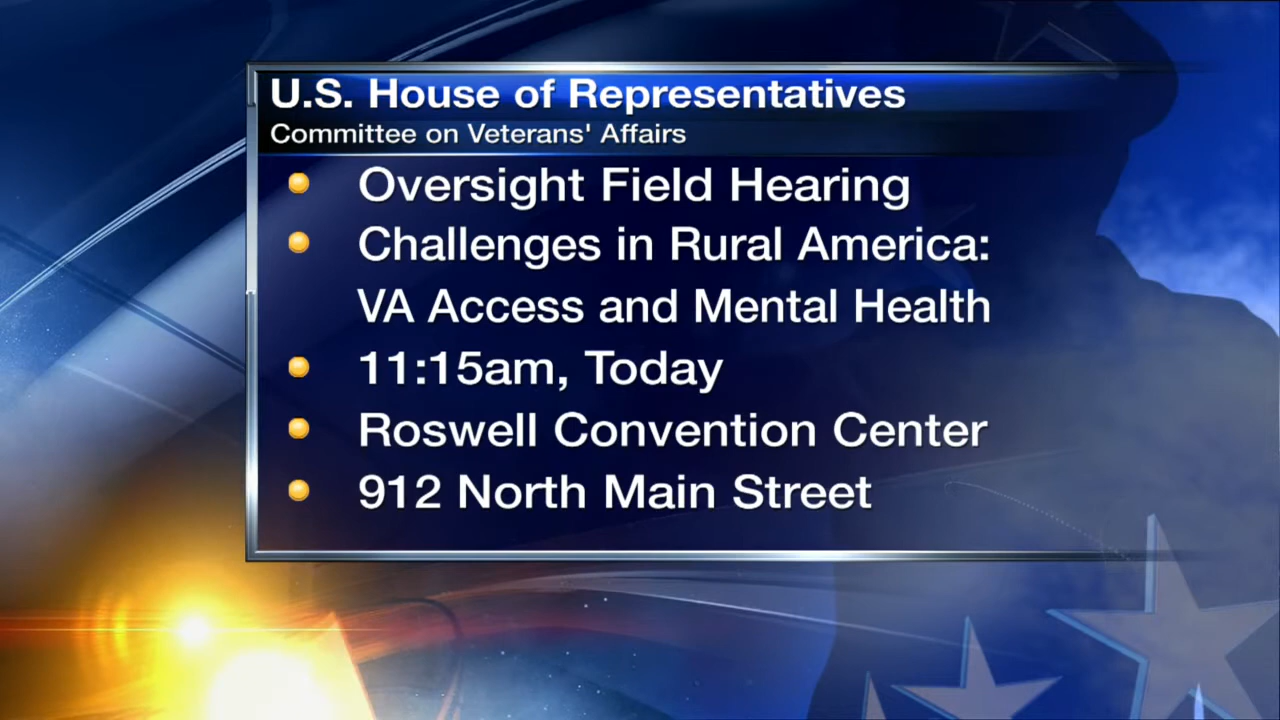 U.S. House of Representatives
Committee on Veterans' Affairs
Oversight Field Hearing
Challenges in Rural America:
VA Access and Mental Health
11:15am, Today
Roswell Convention Center
912 North Main Street